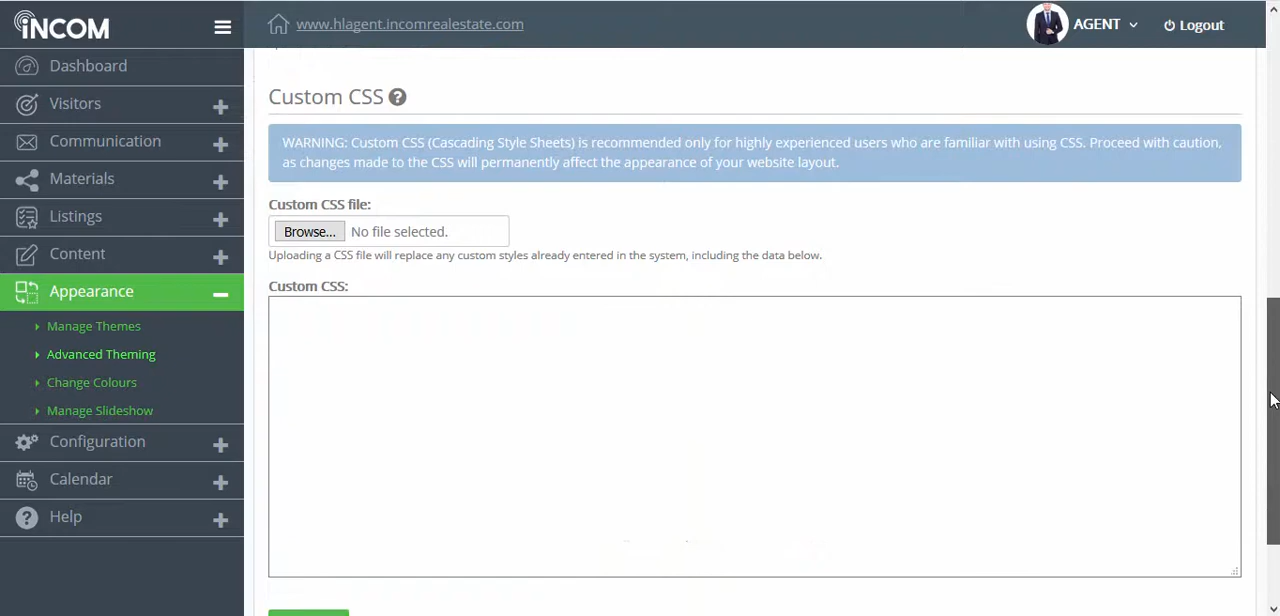 INCOM
www.hlagent.incomrealestate.com
AGENT
Logout
Dashboard
Visitors
Communication
Materials
Listings
Content
Appearance
Manage Themes
Advanced Theming
Change Colours
Manage Slideshow
Configuration
Calendar
Help
Custom CSS
WARNING: Custom CSS (Cascading Style Sheets) is recommended only for highly experienced users who are familiar with using CSS. Proceed with caution,
as changes made to the CSS will permanently affect the appearance of your website layout.
Custom CSS file:
Browse... No file selected.
Uploading a CSS file will replace any custom styles already entered in the system, including the data below.
Custom CSS: